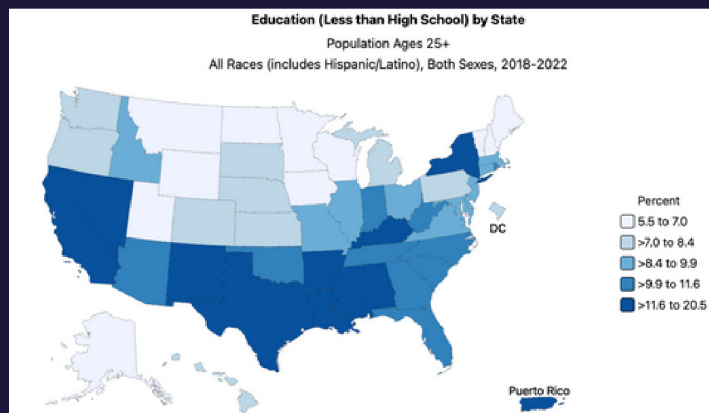 Education (Less than High School) by State
Population Ages 25+
All Races (includes Hispanic/Latino), Both Sexes, 2018-2022
Percent
5.5 to 7.0
>7.0 to 8.4
>8.4 to 9.9
>9.9 to 11.6
>11.6 to 20.5
DC
Puerto Rico